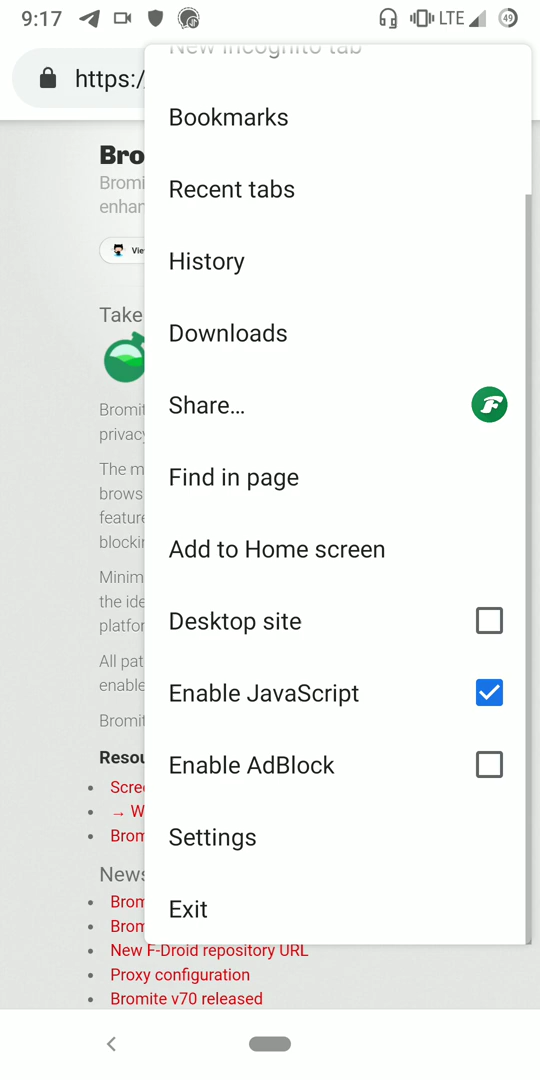 9:17
LTE
49
https:/
New incognito tab
Bookmarks
Recent tabs
History
Downloads
Share...
Find in page
Add to Home screen
Desktop site
Enable JavaScript
Enable AdBlock
Settings
Exit
Bro
Bromi
enhan
Vie
Take
Bromit
privacy
The m
brows
feature
blockin
Minim
the ide
platfor
All pat
enable
Bromit
Resou
Scree
→ W
Brom
News
Brom
Brom
New F-Droid repository URL
Proxy configuration
Bromite v70 released